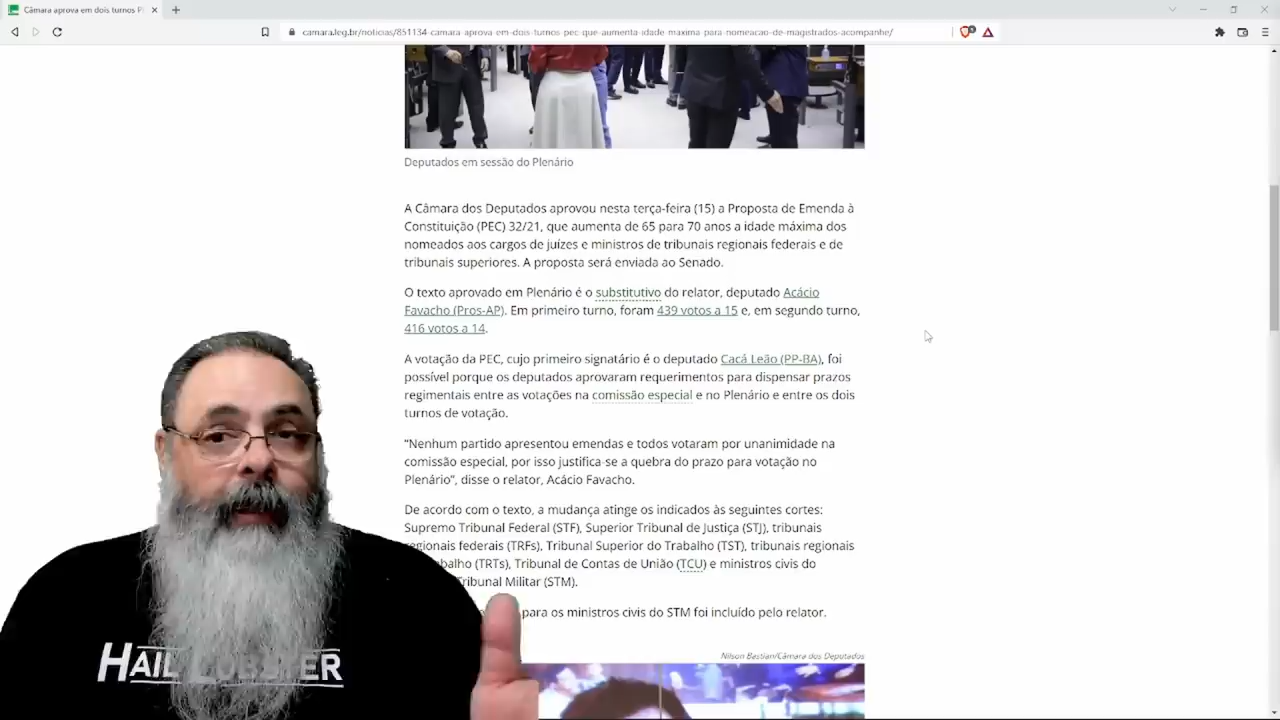 Câmara aprova em dois turnos
camara.leg.br/noticias/851134-camara-aprova-em-dois-turnos-pec-que-aumenta-idade-maxima-para-nomeacao-de-magistrados-acompanhe/
Deputados em sessão do Plenário
A Câmara dos Deputados aprovou nesta terça-feira (15) a Proposta de Emenda à
Constituição (PEC) 32/21, que aumenta de 65 para 70 anos a idade máxima dos
nomeados aos cargos de juízes e ministros de tribunais regionais federais e de
tribunais superiores. A proposta será enviada ao Senado.
O texto aprovado em Plenário é o substitutivo do relator, deputado Acácio
Favacho (Pros-AP). Em primeiro turno, foram 439 votos a 15 e, em segundo turno,
416 votos a 14.
A votação da PEC, cujo primeiro signatário é o deputado Cacá Leão (PP-BA), foi
possível porque os deputados aprovaram requerimentos para dispensar prazos
regimentais entre as votações na comissão especial e no Plenário e entre os dois
turnos de votação.
"Nenhum partido apresentou emendas e todos votaram por unanimidade na
comissão especial, por isso justifica-se a quebra do prazo para votação no
Plenário", disse o relator, Acácio Favacho.
De acordo com o texto, a mudança atinge os indicados às seguintes cortes:
Supremo Tribunal Federal (STF), Superior Tribunal de Justiça (STJ), tribunais
regionais federais (TRFs), Tribunal Superior do Trabalho (TST), tribunais regionais
(TRTs), Tribunal de Contas de União (TCU) e ministros civis do
Tribunal Militar (STM).
para os ministros civis do STM foi incluído pelo relator.
HAIL
Nilson Bastian/Câmara dos Deputados